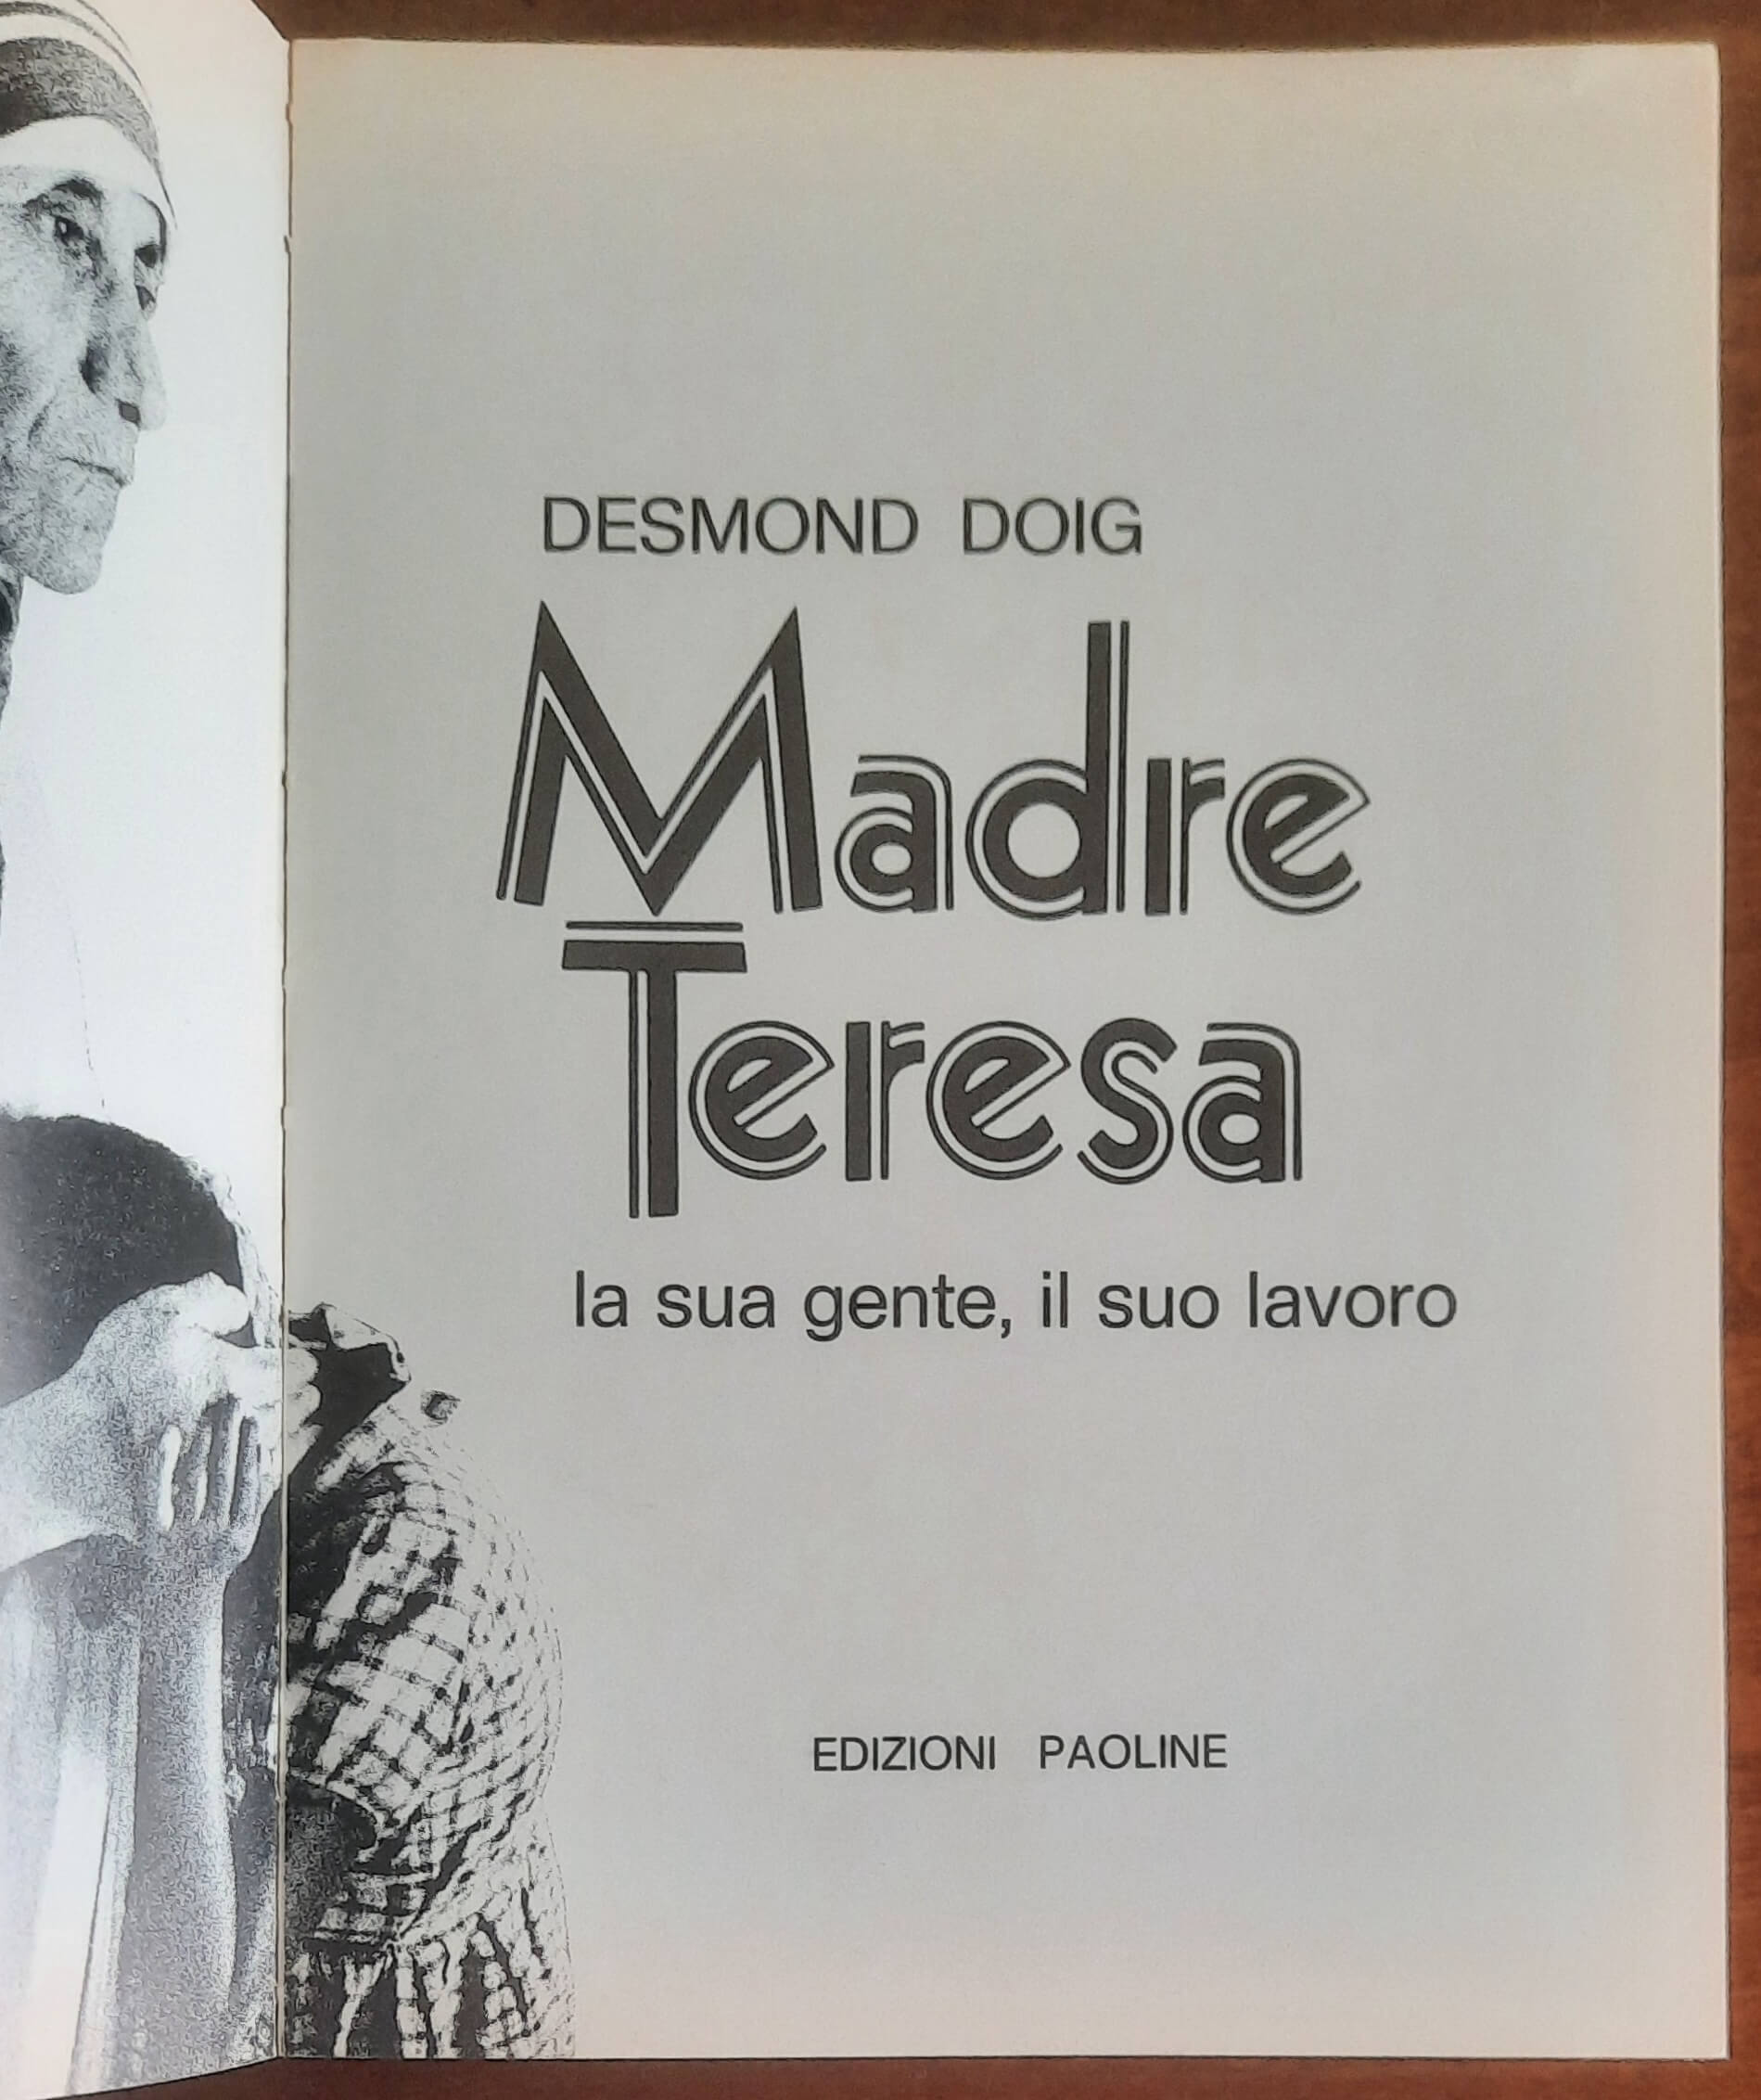 DESMOND DOIG
Madre
Teresa
la sua gente, il suo lavoro
EDIZIONI PAOLINE